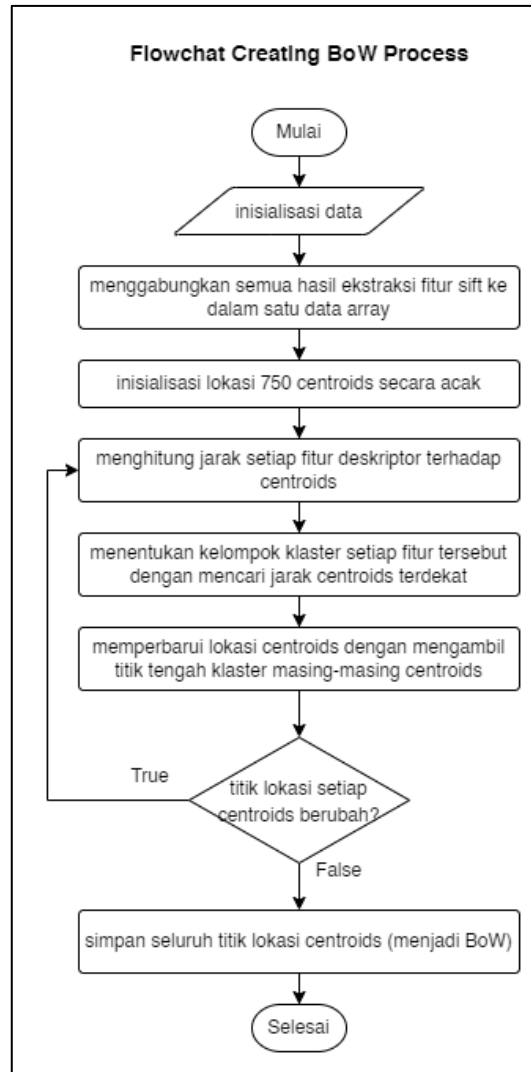 Flowchat Creating BoW Process
Mulai
inisialisasi data
menggabungkan semua hasil ekstraksi fitur sift ke
dalam satu data array
inisialisasi lokasi 750 centroids secara acak
menghitung jarak setiap fitur deskriptor terhadap
centroids
menentukan kelompok klaster setiap fitur tersebut
dengan mencari jarak centroids terdekat
memperbarui lokasi centroids dengan mengambil
titik tengah klaster masing-masing centroids
True
titik lokasi setiap
centroids berubah?
False
simpan seluruh titik lokasi centroids (menjadi BoW)
Selesai